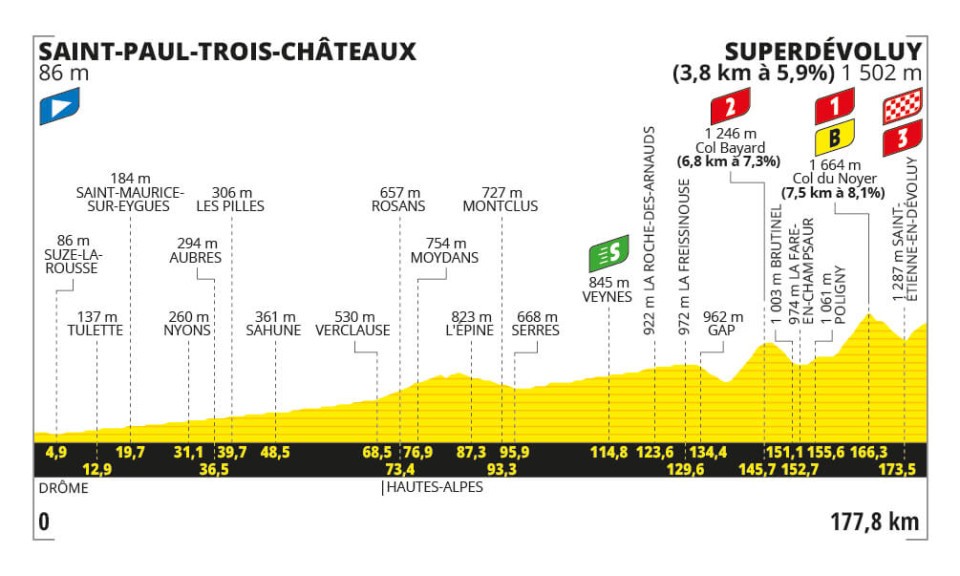 SAINT-PAUL-TROIS-CHÂTEAUX
86 m
SUPERDÉVOLUY
(3,8 km à 5,9%) 1 502 m
2
1
B
3
1 246 m
Col Bayard
(6,8 km à 7,3%)
1 664 m
Col du Noyer
(7,5 km à 8,1%)
184 m
SAINT-MAURICE-
SUR-EYGUES
306 m
LES PILLES
657 m
ROSANS
727 m
MONTCLUS
86 m
SUZE-LA-
ROUSSE
294 m
AUBRES
754 m
MOYDANS
S
845 m
VEYNES
137 m
TULETTE
260 m
NYONS
361 m
SAHUNE
530 m
VERCLAUSE
823 m
L'ÉPINE
668 m
SERRES
922 m LA ROCHE-DES-ARNAUDS
972 m LA FREISSINOUSE
962 m
GAP
1 003 m BRUTINEL
974 m LA FARE-
EN-CHAMPSAUR
1 061 m
POLIGNY
1 287 m SAINT-
ÉTIENNE-EN-DÉVOLUY
4,9 19,7 31,1 39,7 48,5 68,5 76,9 87,3 95,9 114,8 123,6 134,4 151,1 155,6 166,3
12,9 36,5 73,4 93,3 129,6 145,7 152,7 173,5
DRÔME
HAUTES-ALPES
0
177,8 km